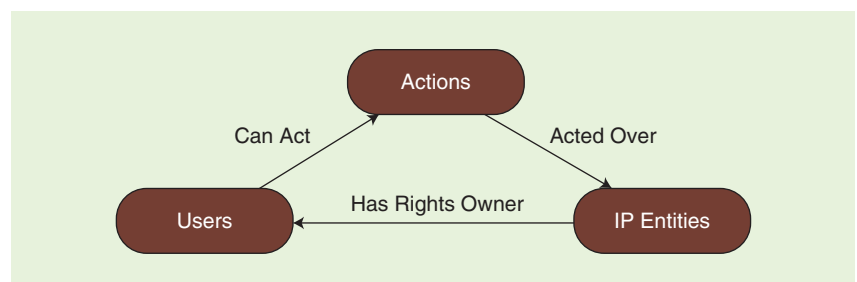 Actions
Can Act
Acted Over
Has Rights Owner
Users
IP Entities